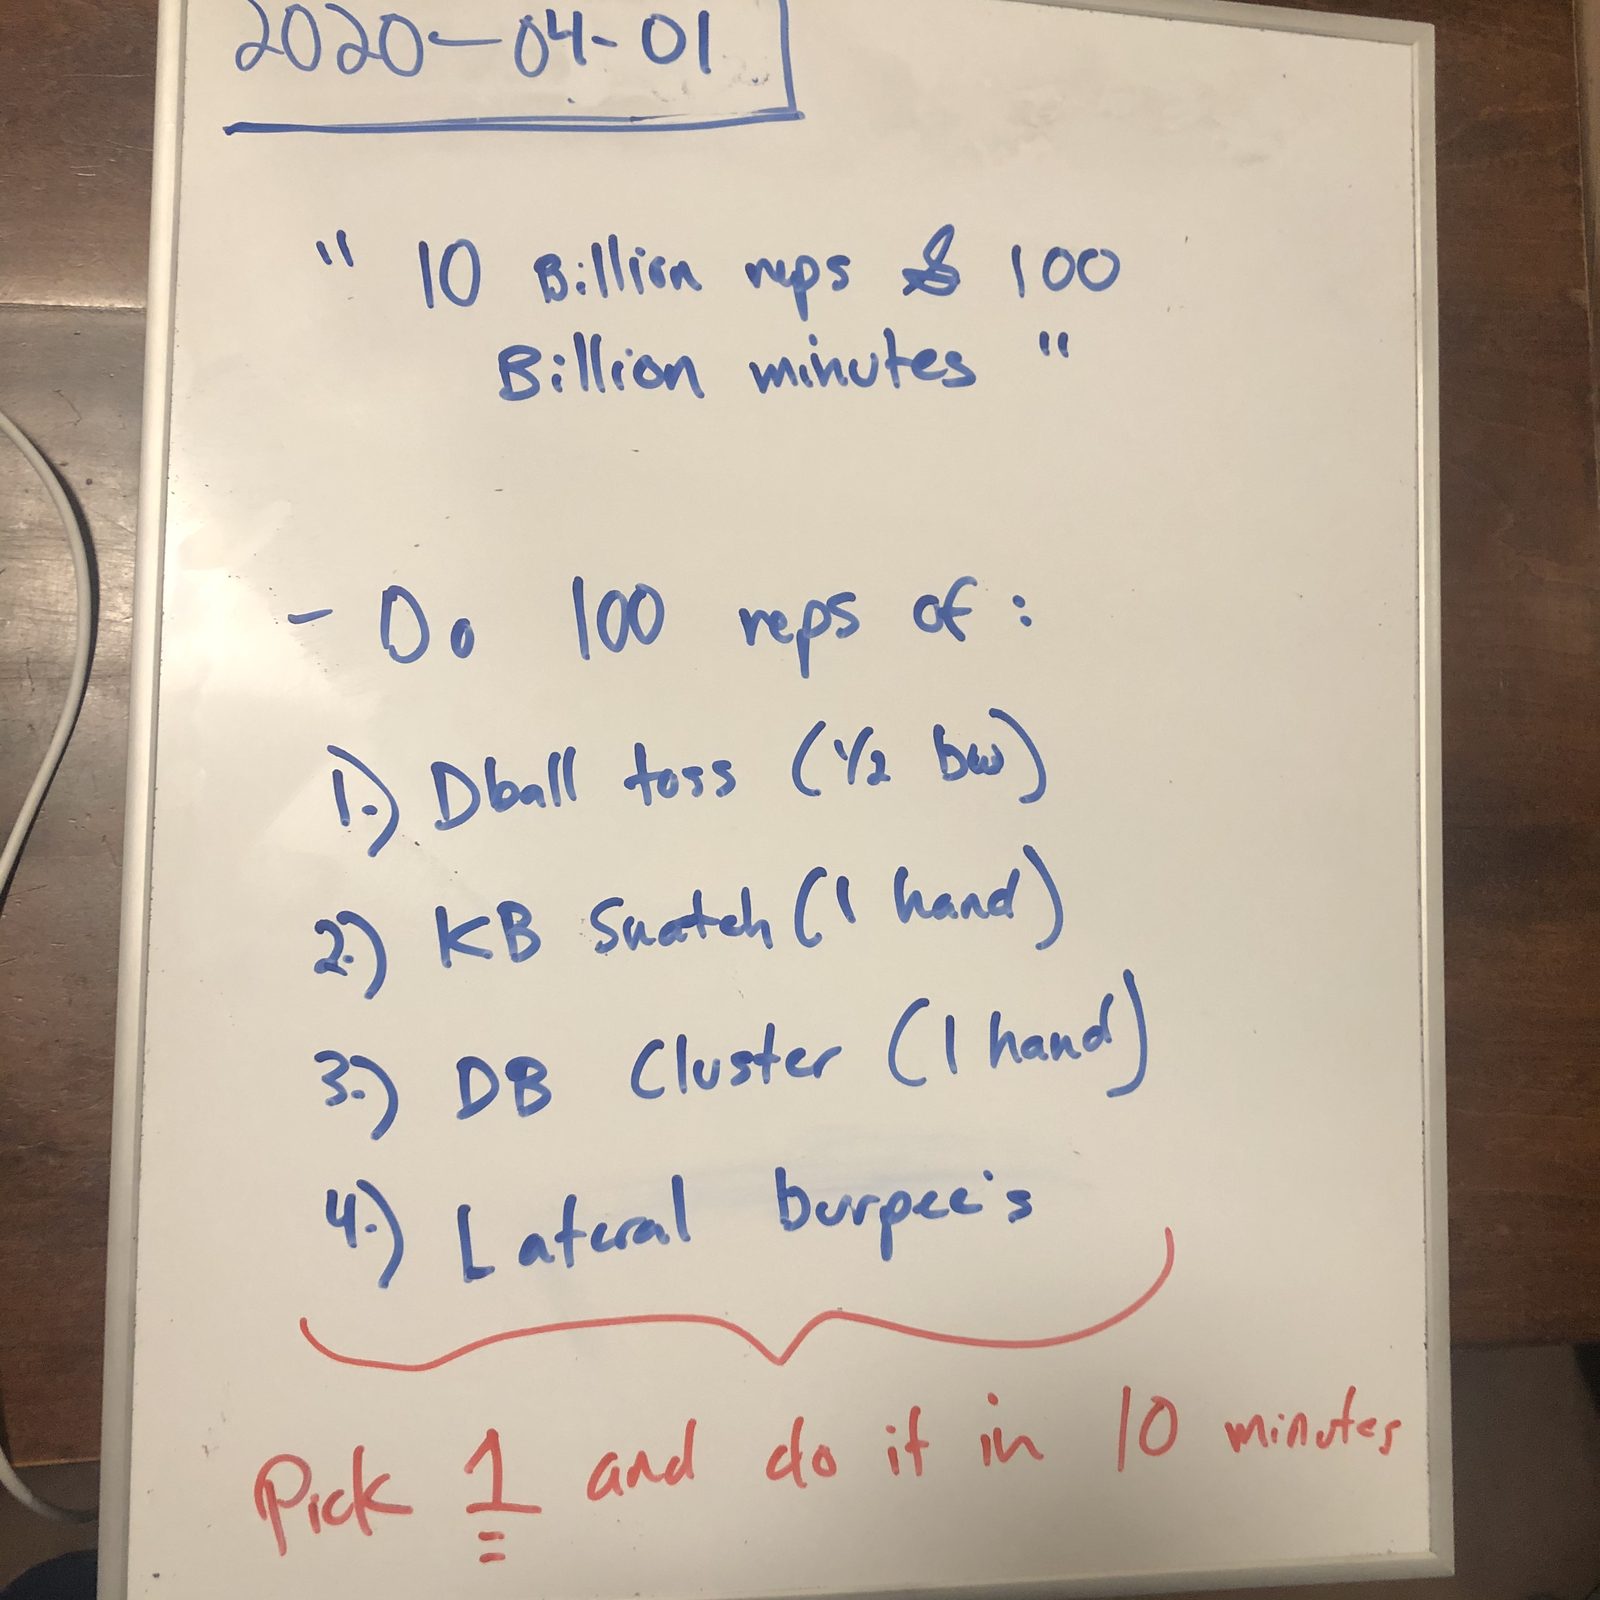 2020-04-01
" 10 Billion reps & 100
Billion minutes "
- Do 100 reps of :
1.) Dball toss (1/2 bw)
2.) KB Snatch (1 hand)
3.) DB Cluster (1 hand)
4.) Lateral burpee's
Pick 1 and do it in 10 minutes